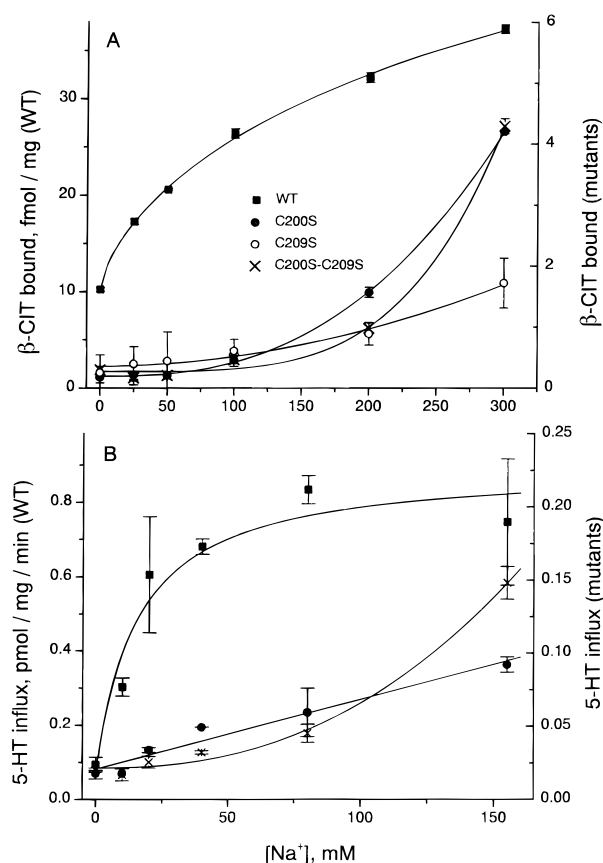 A
β-CIT bound, fmol / mg (WT)
β-CIT bound (mutants)
30
20
10
0
6
4
2
0
WT
C200S
C209S
C200S-C209S
0 50 100 150 200 250 300
B
5-HT influx, pmol / mg / min (WT)
5-HT influx (mutants)
0.8
0.6
0.4
0.2
0.0
0.25
0.20
0.15
0.10
0.05
0.00
0 50 100 150
[Na⁺], mM